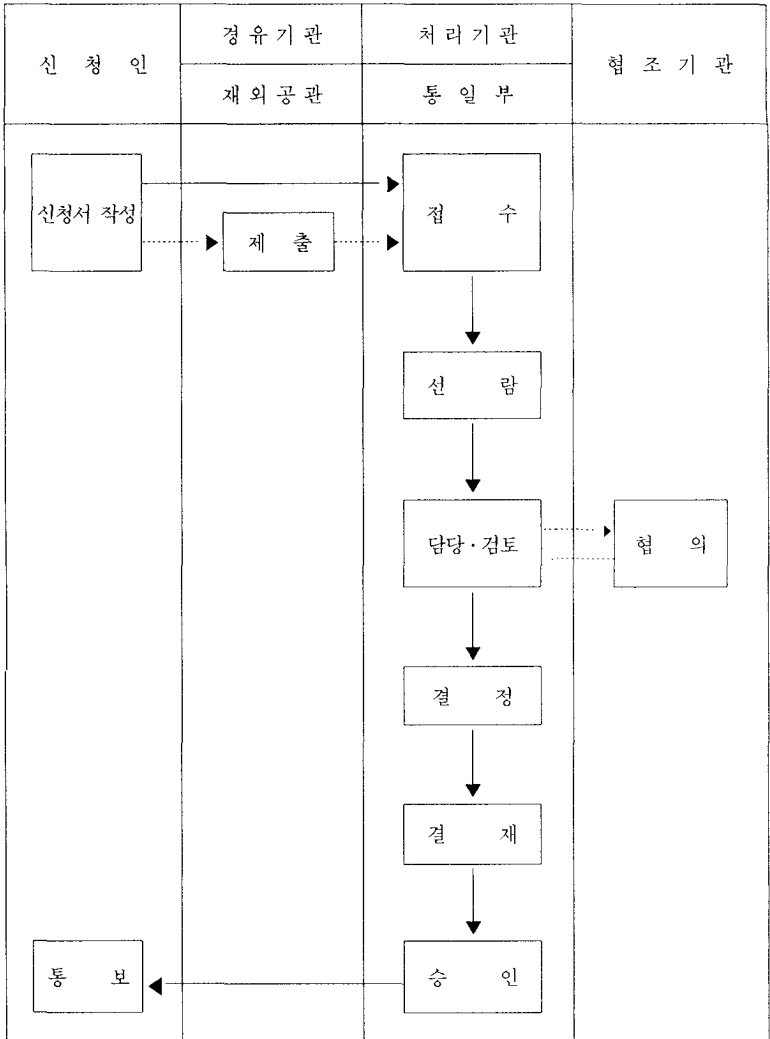 신 청 인
경 유 기 관
처 리 기 관
협 조 기 관
재 외 공 관
통 일 부
신청서 작성
제 출
접 수
선 람
담당·검토
협 의
결 정
결 재
승 인
통 보